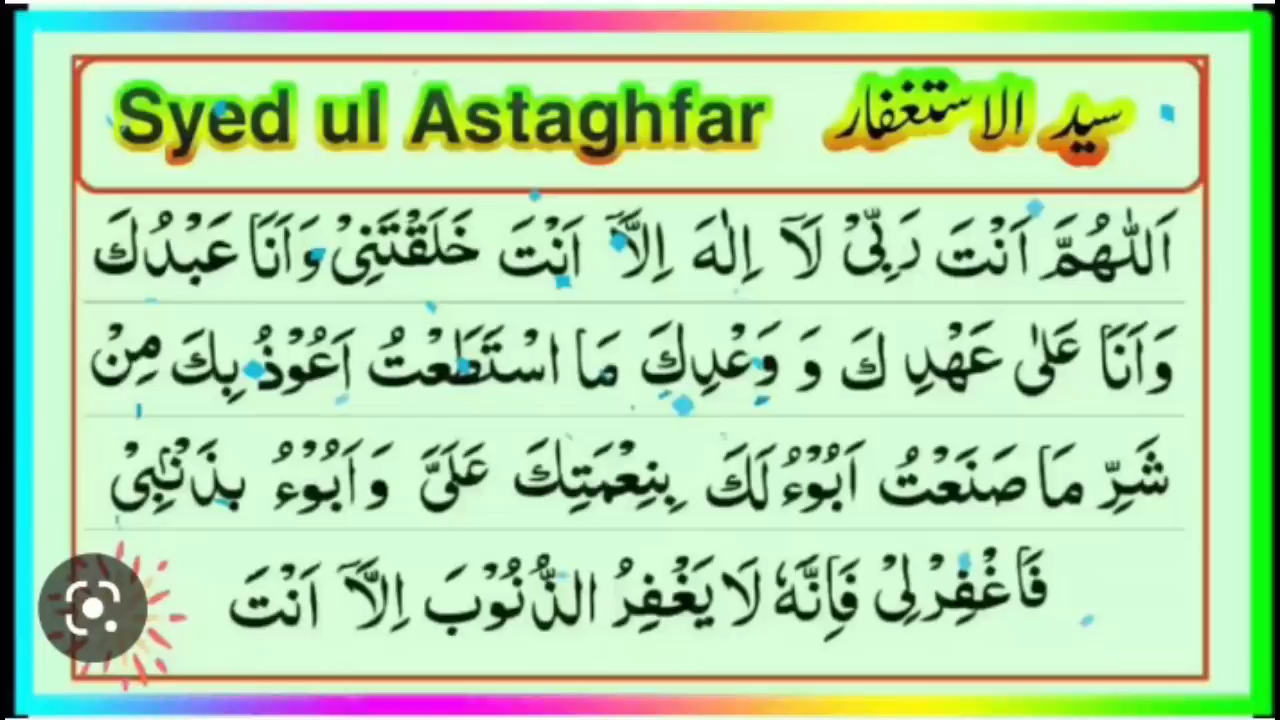 Syed ul Astaghfar سید الاستغفار
اَللّٰهُمَّ اَنْتَ رَبِّیْ لَآ اِلٰهَ اِلَّآ اَنْتَ خَلَقْتَنِیْ وَاَنَا عَبْدُكَ
وَاَنَا عَلٰی عَهْدِ كَ وَ وَعْدِكَ مَا اسْتَطَعْتُ اَعُوْذُ بِكَ مِنْ
شَرِّ مَا صَنَعْتُ اَبُوْءُ لَكَ بِنِعْمَتِكَ عَلَیَّ وَاَبُوْءُ بِذَنْۢبِیْ
فَاغْفِرْلِیْ فَاِنَّهٗ لَا یَغْفِرُ الذُّنُوْبَ اِلَّآ اَنْتَ